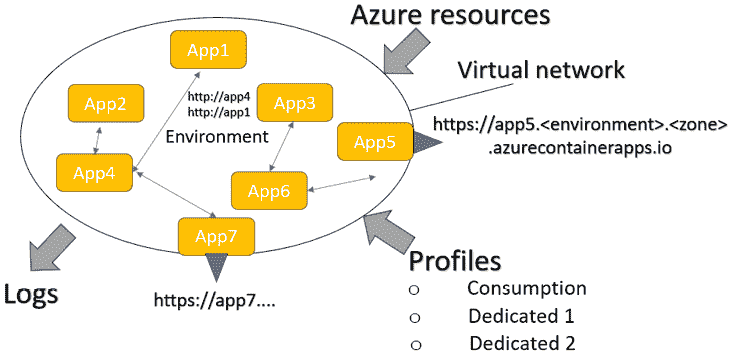 Azure resources
App1
Virtual network
App2
http://app4
http://app1
App3
Environment
https://app5.<environment>.<zone>
.azurecontainerapps.io
App5
App4
App6
App7
Logs
https://app7....
Profiles
o Consumption
o Dedicated 1
o Dedicated 2